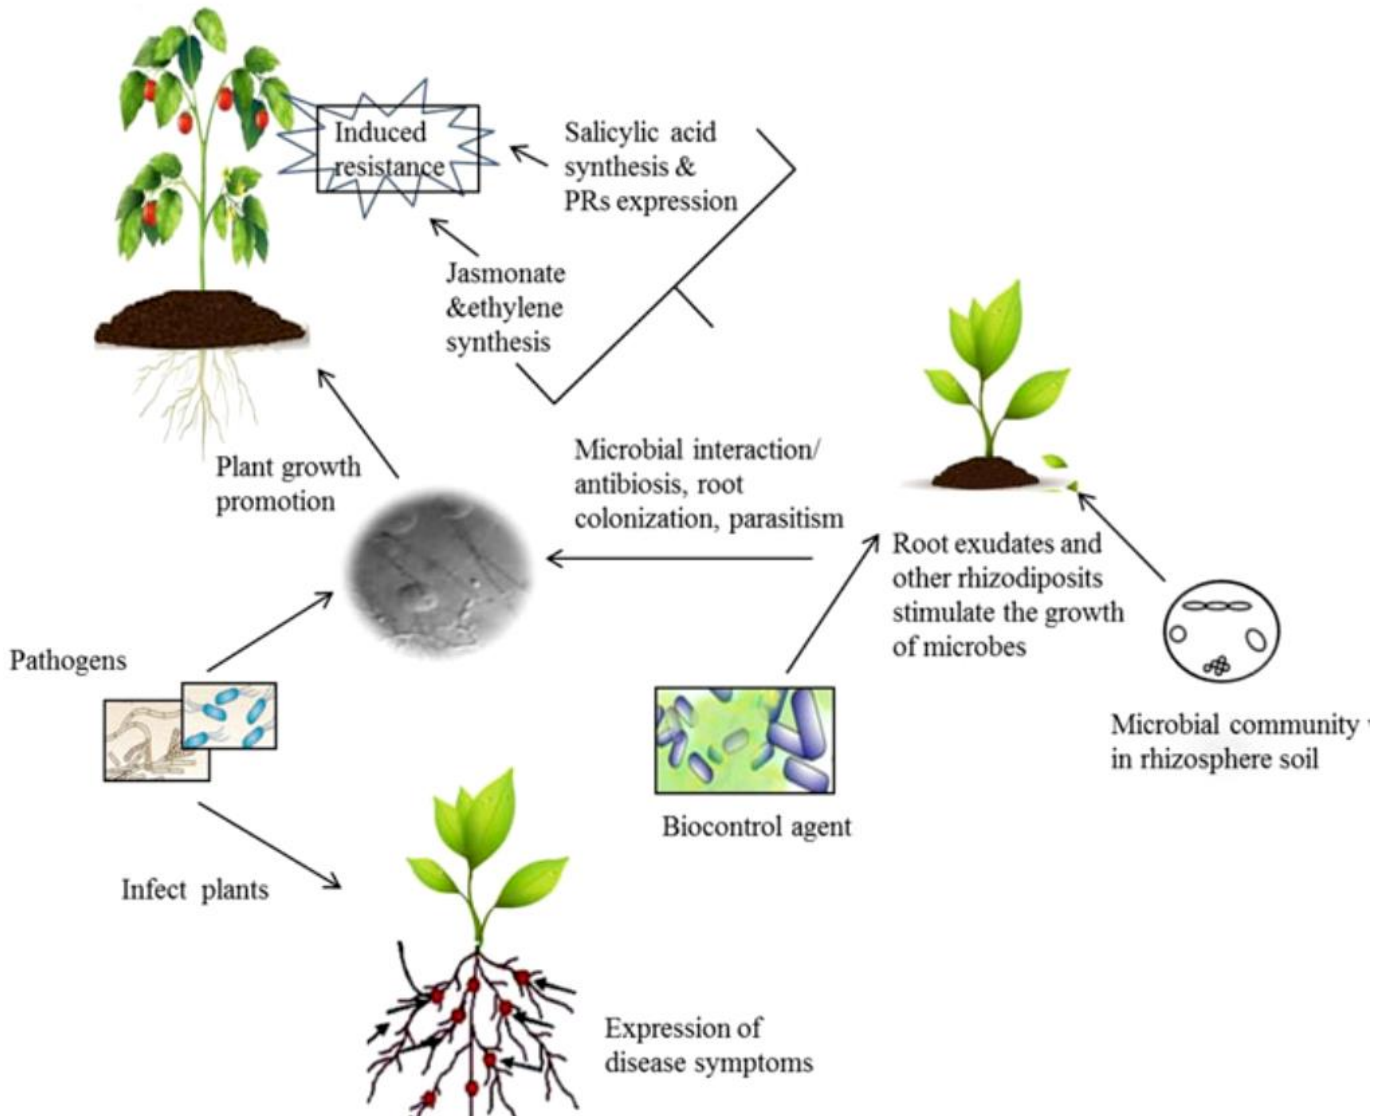 Induced
resistance
Salicylic acid
synthesis &
PRs expression
Jasmonate
&ethylene
synthesis
Plant growth
promotion
Microbial interaction/
antibiosis, root
colonization, parasitism
Root exudates and
other rhizodiposits
stimulate the growth
of microbes
Pathogens
Microbial community
in rhizosphere soil
Biocontrol agent
Infect plants
Expression of
disease symptoms